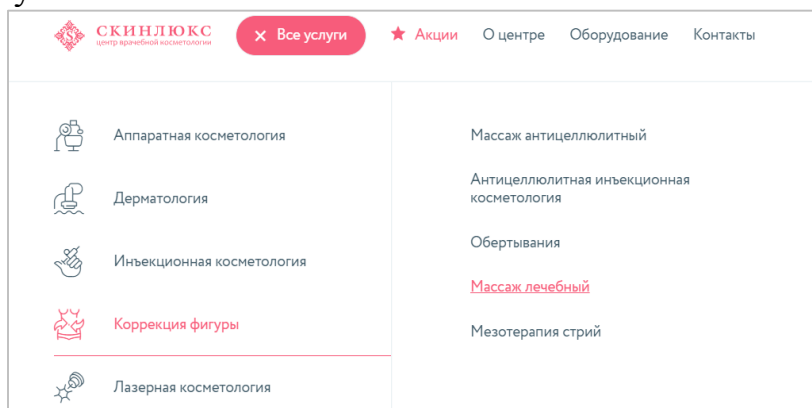 СКИНЛЮКС
центр врачебной косметологии
Все услуги
Акции
О центре
Оборудование
Контакты
Аппаратная косметология
Дерматология
Инъекционная косметология
Коррекция фигуры
Лазерная косметология
Массаж антицеллюлитный
Антицеллюлитная инъекционная
косметология
Обертывания
Массаж лечебный
Мезотерапия стрий